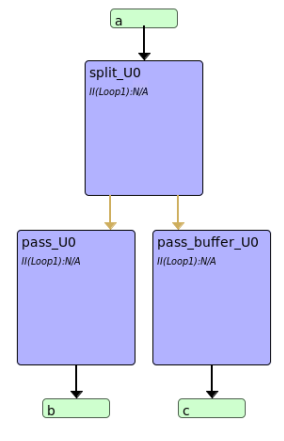 a
split_U0
II(Loop1):N/A
pass_U0
II(Loop1):N/A
pass_buffer_U0
II(Loop1):N/A
b
c